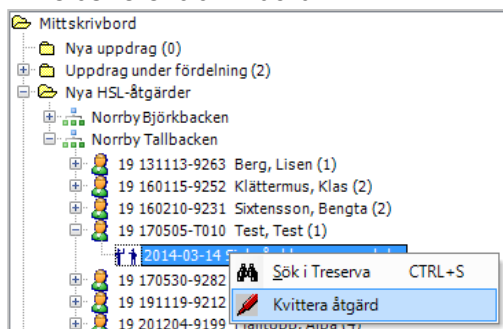 Mitt skrivbord
Nya uppdrag (0)
Uppdrag under fördelning (2)
Nya HSL-åtgärder
Norrby Björkbacken
Norrby Tallbacken
19 131113-9263 Berg, Lisen (1)
19 160115-9252 Klättermus, Klas (2)
19 160210-9231 Sixtensson, Bengta (2)
19 170505-T010 Test, Test (1)
2014-03-14
Sök i Treserva CTRL+S
19 170530-9282
Kvittera åtgärd
19 191119-9212
19 201204-9199